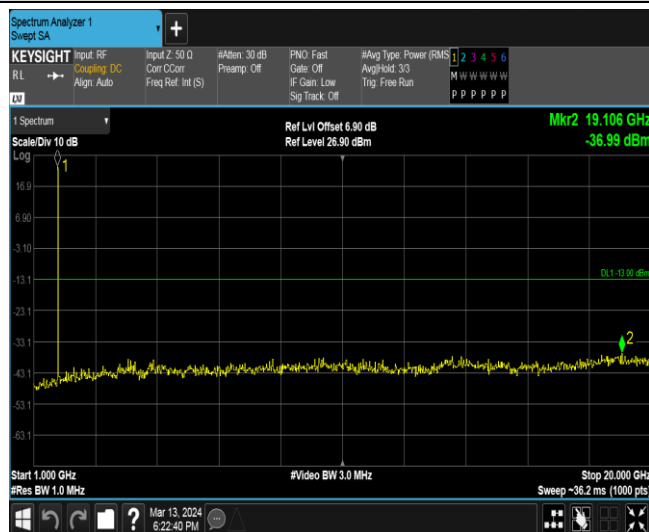 Spectrum Analyzer 1
Swept SA
+
KEYSIGHT
RL
LXI
Input: RF
Coupling: DC
Align: Auto
Input Z: 50 Ω
Corr CCorr
Freq Ref: Int (S)
#Atten: 30 dB
Preamp: Off
PNO: Fast
Gate: Off
IF Gain: Low
Sig Track: Off
#Avg Type: Power (RMS
Avg|Hold: 3/3
Trig: Free Run
1 2 3 4 5 6
M W W W W W
P P P P P P
1 Spectrum
Scale/Div 10 dB
Log
Ref Lvl Offset 6.90 dB
Ref Level 26.90 dBm
Mkr2 19.106 GHz
-36.99 dBm
1
16.9
6.90
-3.10
-13.1
DL1 -13.00 dBm
-23.1
-33.1
2
-43.1
-53.1
-63.1
Start 1.000 GHz
#Res BW 1.0 MHz
#Video BW 3.0 MHz
Stop 20.000 GHz
Sweep ~36.2 ms (1000 pts)
?
Mar 13, 2024
6:22:40 PM